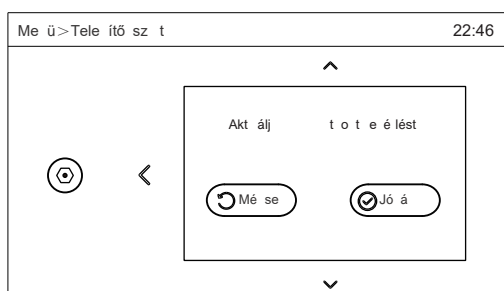 Me ü>Tele ítő sz t 22:46
Akt álj t o t e é lést
Mé se Jó á